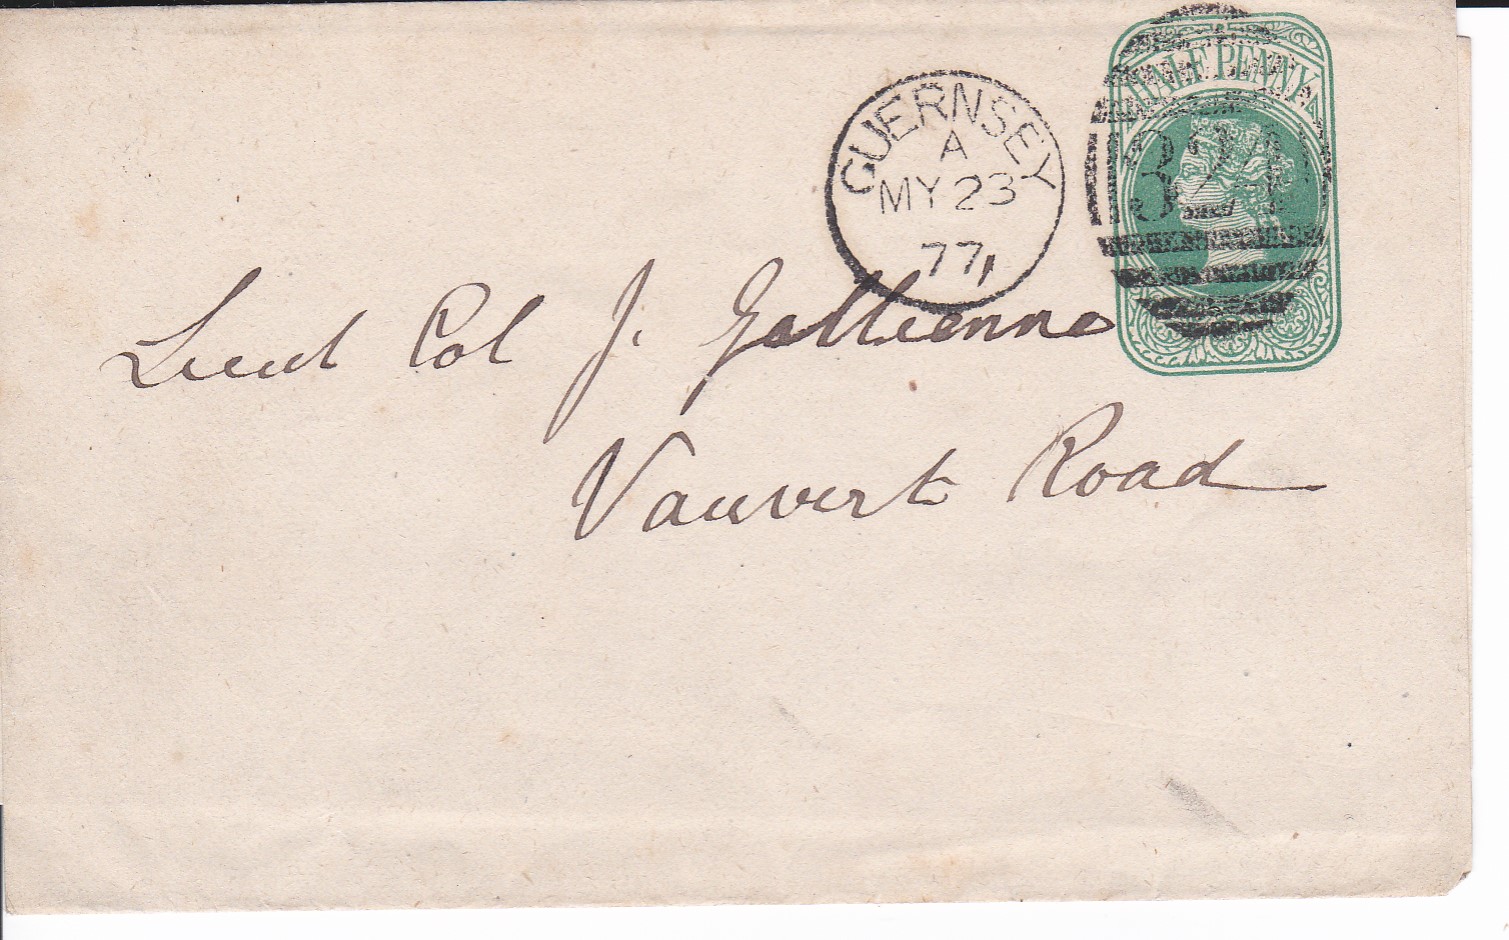 HALF PENNY
GUERNSEY
A
MY 23
77
324
Lieut Col J. Gallienne
Vauvert Road